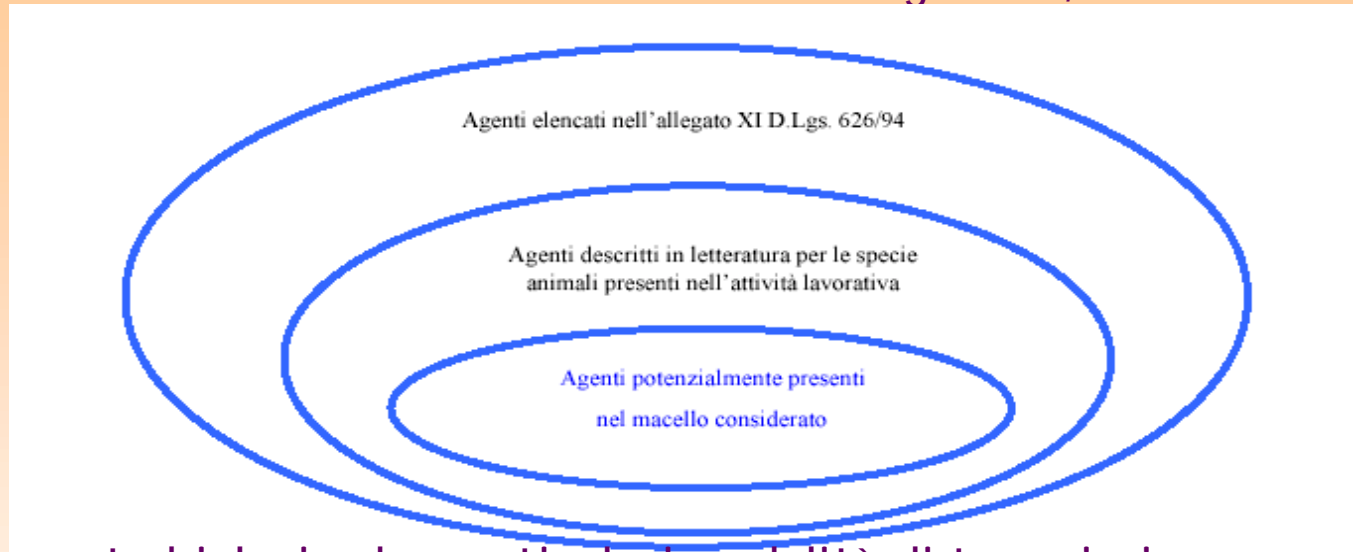 Agenti elencati nell'allegato XI D.Lgs. 626/94
Agenti descritti in letteratura per le specie
animali presenti nell'attività lavorativa
Agenti potenzialmente presenti
nel macello considerato